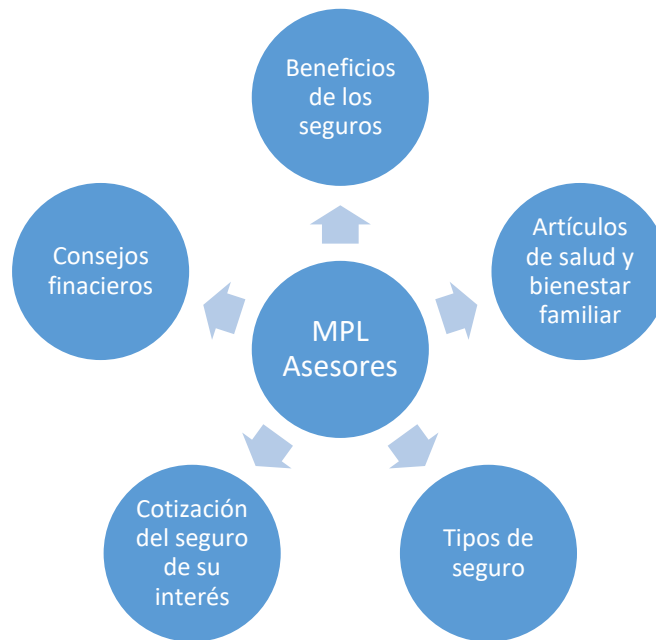 Beneficios
de los
seguros
Artículos
de salud y
bienestar
familiar
Consejos
finacieros
MPL
Asesores
Cotización
del seguro
de su
interés
Tipos de
seguro